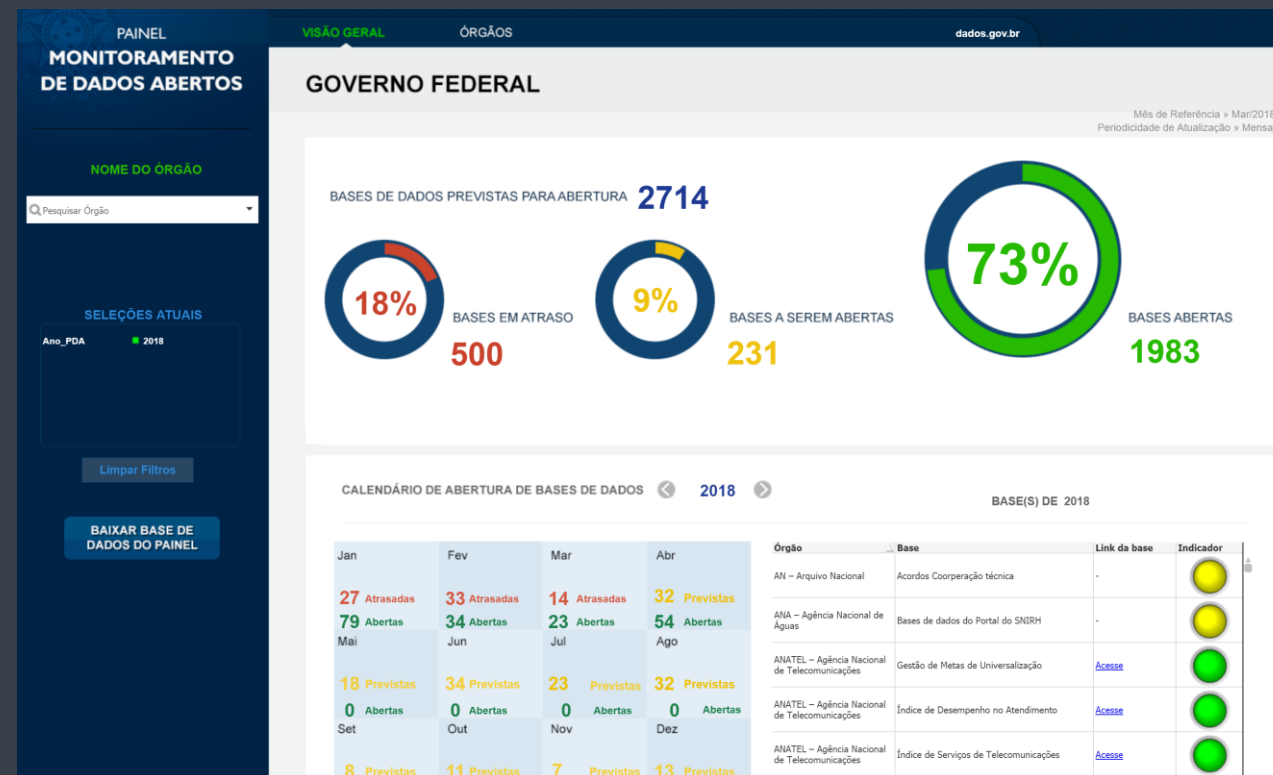 PAINEL
MONITORAMENTO
DE DADOS ABERTOS
VISÃO GERAL
ÓRGÃOS
dados.gov.br
GOVERNO FEDERAL
Mês de Referência » Mar/2018
Periodicidade de Atualização » Mensa
NOME DO ÓRGÃO
Pesquisar Órgão
SELEÇÕES ATUAIS
Ano_PDA 2018
Limpar Filtros
BAIXAR BASE DE
DADOS DO PAINEL
BASES DE DADOS PREVISTAS PARA ABERTURA 2714
18%
BASES EM ATRASO
500
9%
BASES A SEREM ABERTAS
231
73%
BASES ABERTAS
1983
CALENDÁRIO DE ABERTURA DE BASES DE DADOS 2018
Jan Fev Mar Abr
27 Atrasadas 33 Atrasadas 14 Atrasadas 32 Previstas
79 Abertas 34 Abertas 23 Abertas 54 Abertas
Mai Jun Jul Ago
18 Previstas 34 Previstas 23 Previstas 32 Previstas
0 Abertas 0 Abertas 0 Abertas 0 Abertas
Set Out Nov Dez
8 Previstas 11 Previstas 7 Previstas 13 Previstas
BASE(S) DE 2018
Órgão Base Link da base Indicador
AN – Arquivo Nacional Acordos Coorperação técnica -
ANA – Agência Nacional de
Águas Bases de dados do Portal do SNIRH -
ANATEL – Agência Nacional
de Telecomunicações Gestão de Metas de Universalização Acesse
ANATEL – Agência Nacional
de Telecomunicações Índice de Desempenho no Atendimento Acesse
ANATEL – Agência Nacional
de Telecomunicações Índice de Serviços de Telecomunicações Acesse